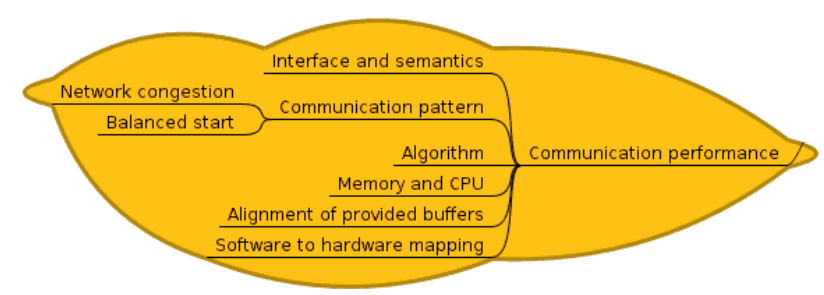 Interface and semantics
Network congestion
Communication pattern
Balanced start
Algorithm
Communication performance
Memory and CPU
Alignment of provided buffers
Software to hardware mapping